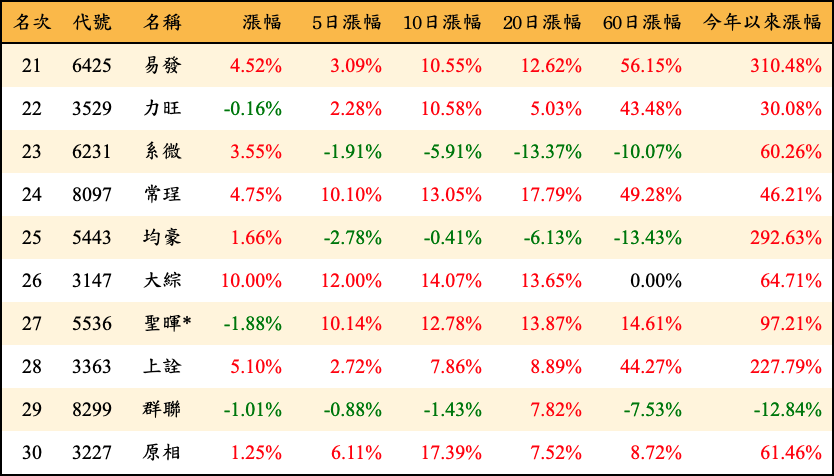 名次 代號 名稱 漲幅 5日漲幅 10日漲幅 20日漲幅 60日漲幅 今年以來漲幅
21 6425 易發 4.52% 3.09% 10.55% 12.62% 56.15% 310.48%
22 3529 力旺 -0.16% 2.28% 10.58% 5.03% 43.48% 30.08%
23 6231 系微 3.55% -1.91% -5.91% -13.37% -10.07% 60.26%
24 8097 常珵 4.75% 10.10% 13.05% 17.79% 49.28% 46.21%
25 5443 均豪 1.66% -2.78% -0.41% -6.13% -13.43% 292.63%
26 3147 大綜 10.00% 12.00% 14.07% 13.65% 0.00% 64.71%
27 5536 聖暉* -1.88% 10.14% 12.78% 13.87% 14.61% 97.21%
28 3363 上詮 5.10% 2.72% 7.86% 8.89% 44.27% 227.79%
29 8299 群聯 -1.01% -0.88% -1.43% 7.82% -7.53% -12.84%
30 3227 原相 1.25% 6.11% 17.39% 7.52% 8.72% 61.46%